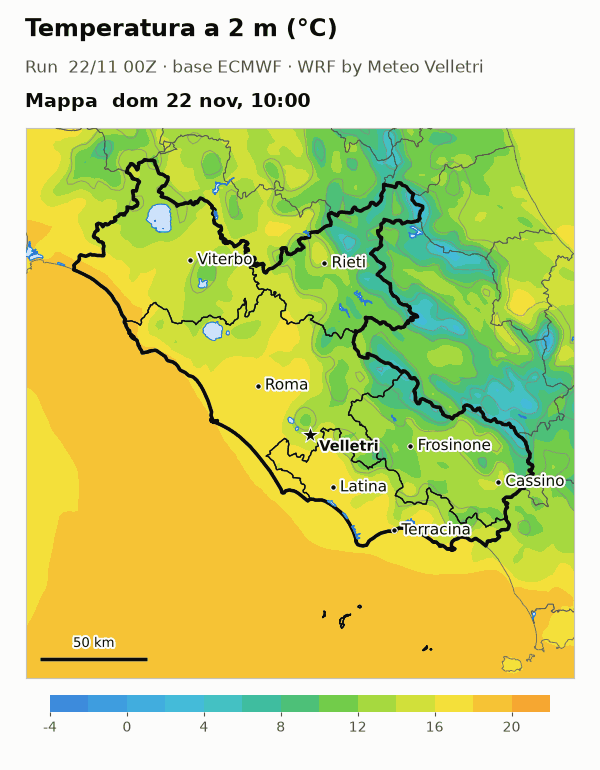 Temperatura a 2 m (°C)
Run  22/11 00Z · base ECMWF · WRF by Meteo Velletri
Mappa  dom 22 nov, 10:00
Viterbo
Rieti
Roma
Velletri
Frosinone
Latina
Cassino
Terracina
50 km
-4 0 4 8 12 16 20